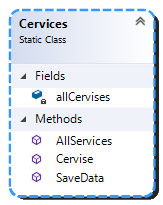 Cervices
Static Class
Fields
allCervises
Methods
AllServices
Cervise
SaveData